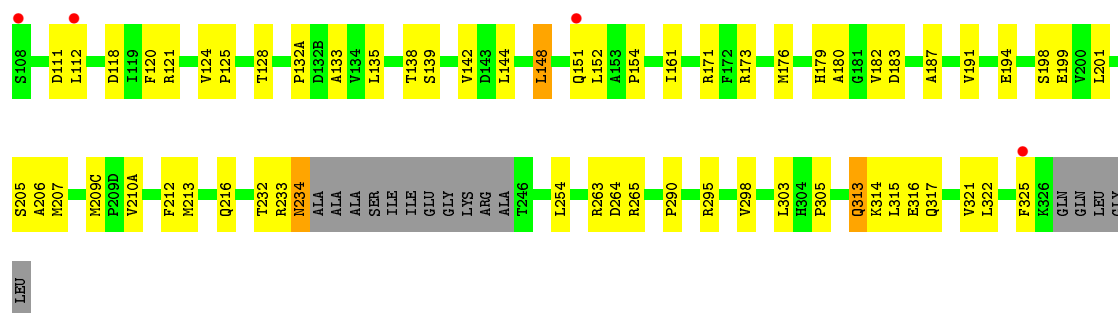 S108 D111 L112 D118 I119 F120 R121 V124 P125 T128 P132A D132B A133 V134 L135 T138 S139 V142 D143 L144 L148 Q151 L152 A153 P154 I161 R171 F172 R173 M176 H179 A180 G181 V182 D183 A187 V191 E194 S198 E199 V200 L201
S205 A206 M207 M209C P209D V210A F212 M213 Q216 T232 R233 N234 ALA ALA ALA SER ILE ILE GLU GLY LYS ARG ALA T246 L254 R263 D264 R265 P290 R295 V298 L303 H304 P305 Q313 K314 L315 E316 Q317 V321 L322 F325 K326 GLN GLN LEU GLY
LEU